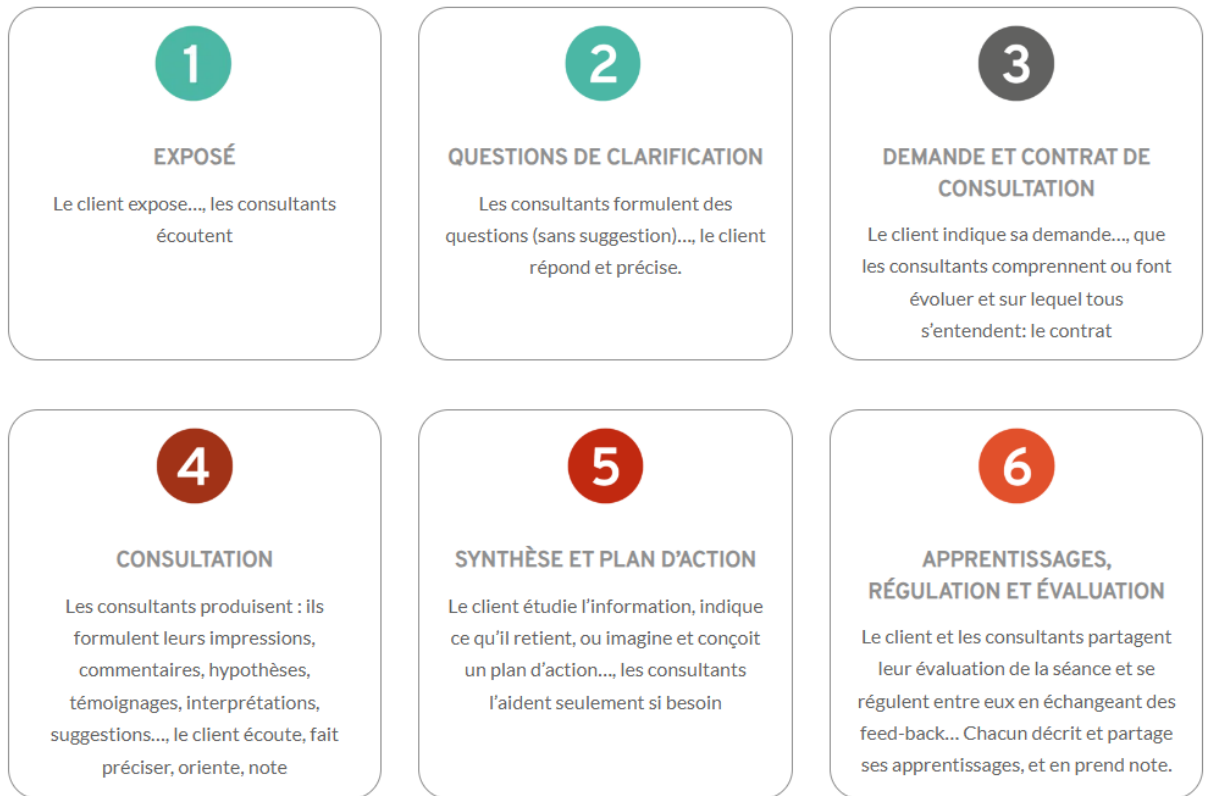 1
EXPOSÉ
Le client expose..., les consultants
écoutent
2
QUESTIONS DE CLARIFICATION
Les consultants formulent des
questions (sans suggestion)..., le client
répond et précise.
3
DEMANDE ET CONTRAT DE
CONSULTATION
Le client indique sa demande..., que
les consultants comprennent ou font
évoluer et sur lequel tous
s'entendent: le contrat
4
CONSULTATION
Les consultants produisent : ils
formulent leurs impressions,
commentaires, hypothèses,
témoignages, interprétations,
suggestions..., le client écoute, fait
préciser, oriente, note
5
SYNTHÈSE ET PLAN D'ACTION
Le client étudie l'information, indique
ce qu'il retient, ou imagine et conçoit
un plan d'action..., les consultants
l'aident seulement si besoin
6
APPRENTISSAGES,
RÉGULATION ET ÉVALUATION
Le client et les consultants partagent
leur évaluation de la séance et se
régulent entre eux en échangeant des
feed-back... Chacun décrit et partage
ses apprentissages, et en prend note.